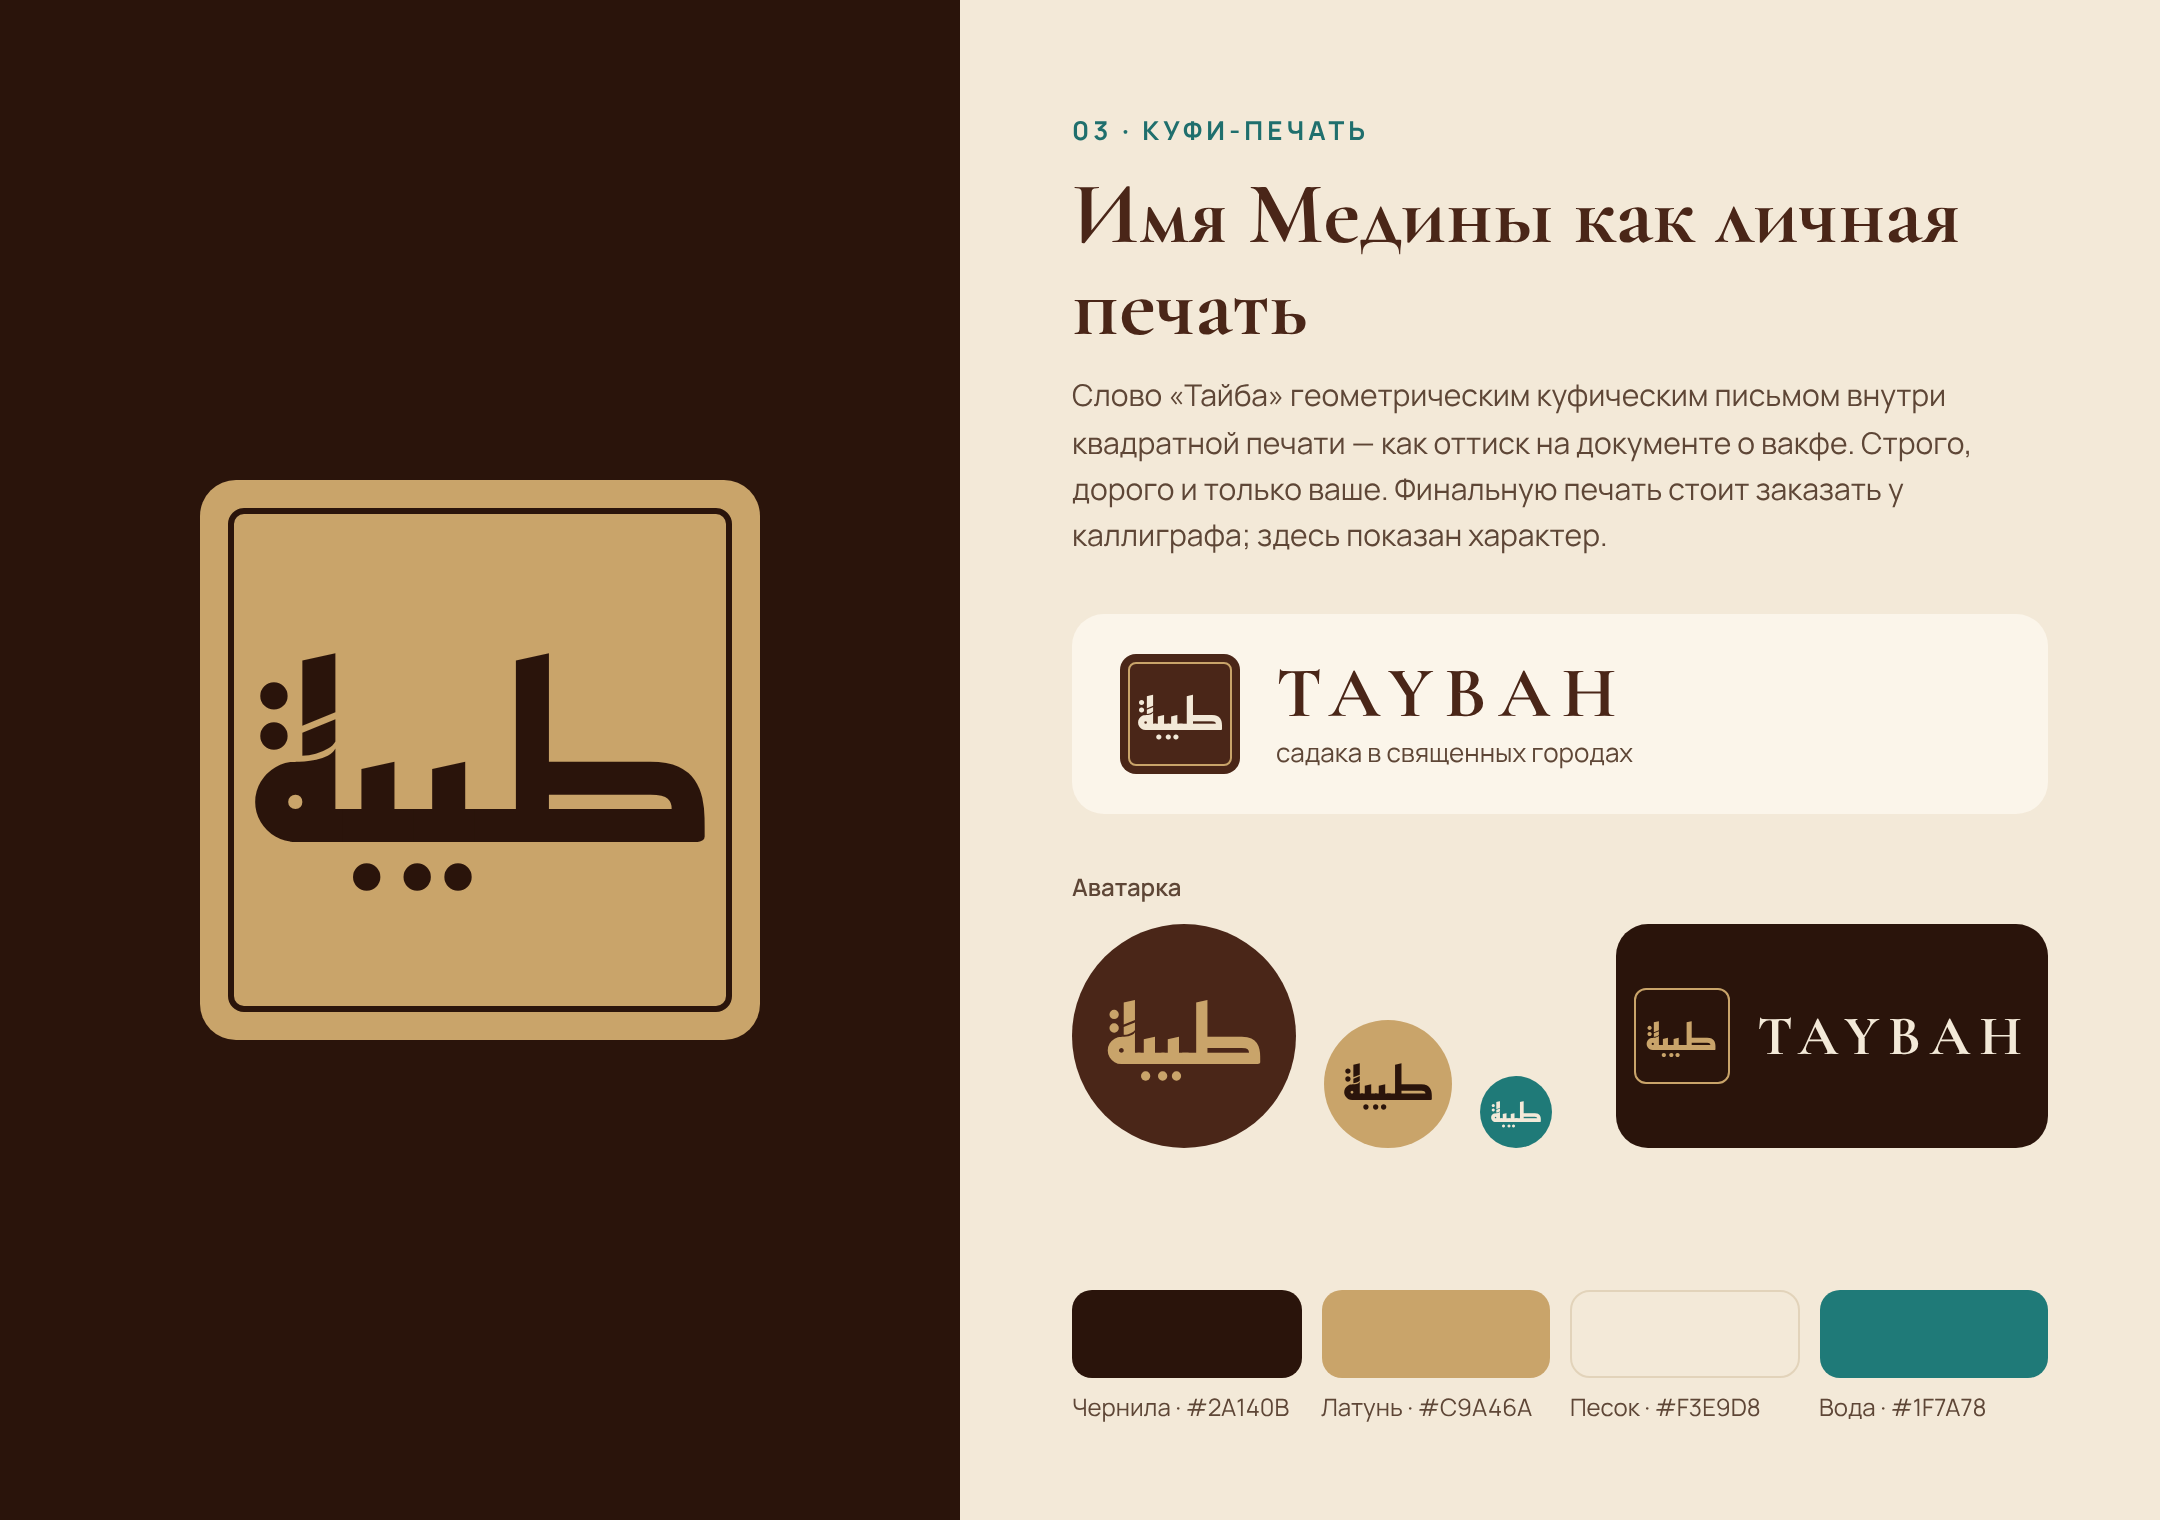 طيبة
03 · КУФИ-ПЕЧАТЬ
Имя Медины как личная
печать
Слово «Тайба» геометрическим куфическим письмом внутри
квадратной печати — как оттиск на документе о вакфе. Строго,
дорого и только ваше. Финальную печать стоит заказать у
каллиграфа; здесь показан характер.
طيبة
TAYBAH
садака в священных городах
Аватарка
طيبة
طيبة
طيبة
طيبة
TAYBAH
Чернила · #2A140B
Латунь · #C9A46A
Песок · #F3E9D8
Вода · #1F7A78